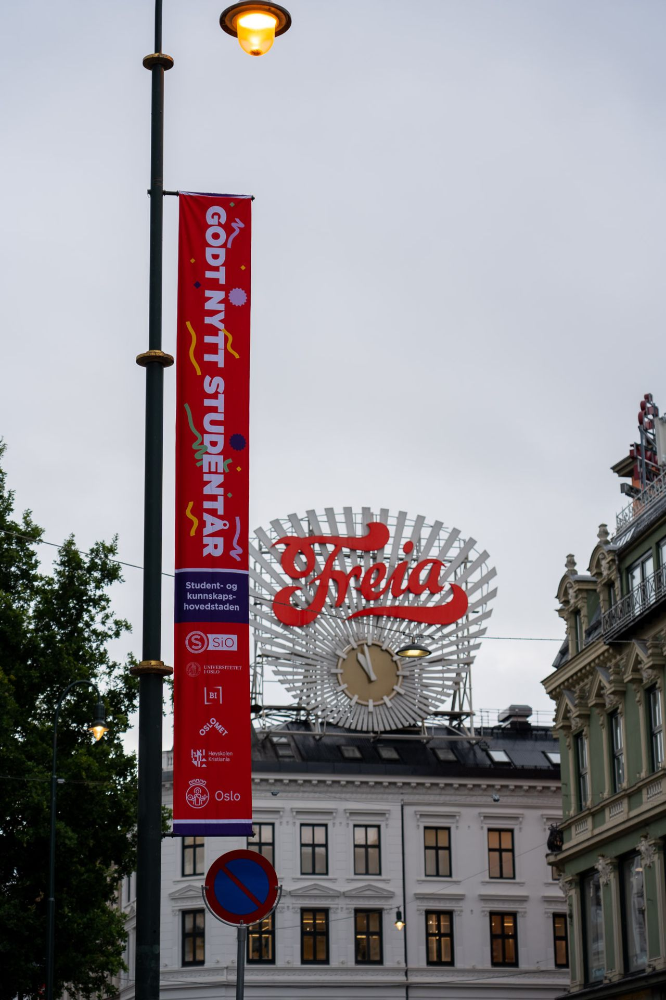 GODT NYTT STUDENTÅR
Student- og
kunnskaps-
hovedstaden
S SiO
UNIVERSITETET
I OSLO
BI
OSLOMET
Høyskolen
Kristiania
Oslo
Freia